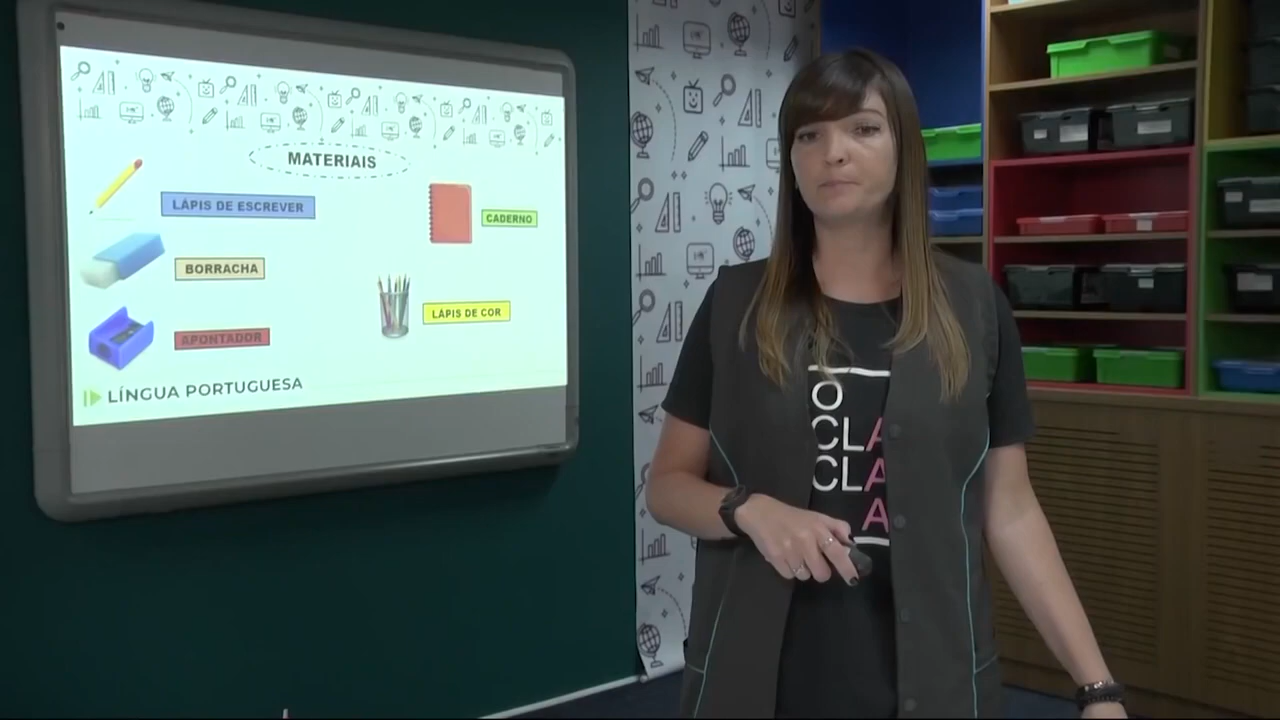 MATERIAIS
LÁPIS DE ESCREVER
CADERNO
BORRACHA
LÁPIS DE COR
APONTADOR
LÍNGUA PORTUGUESA
O
CLA
CLA
A